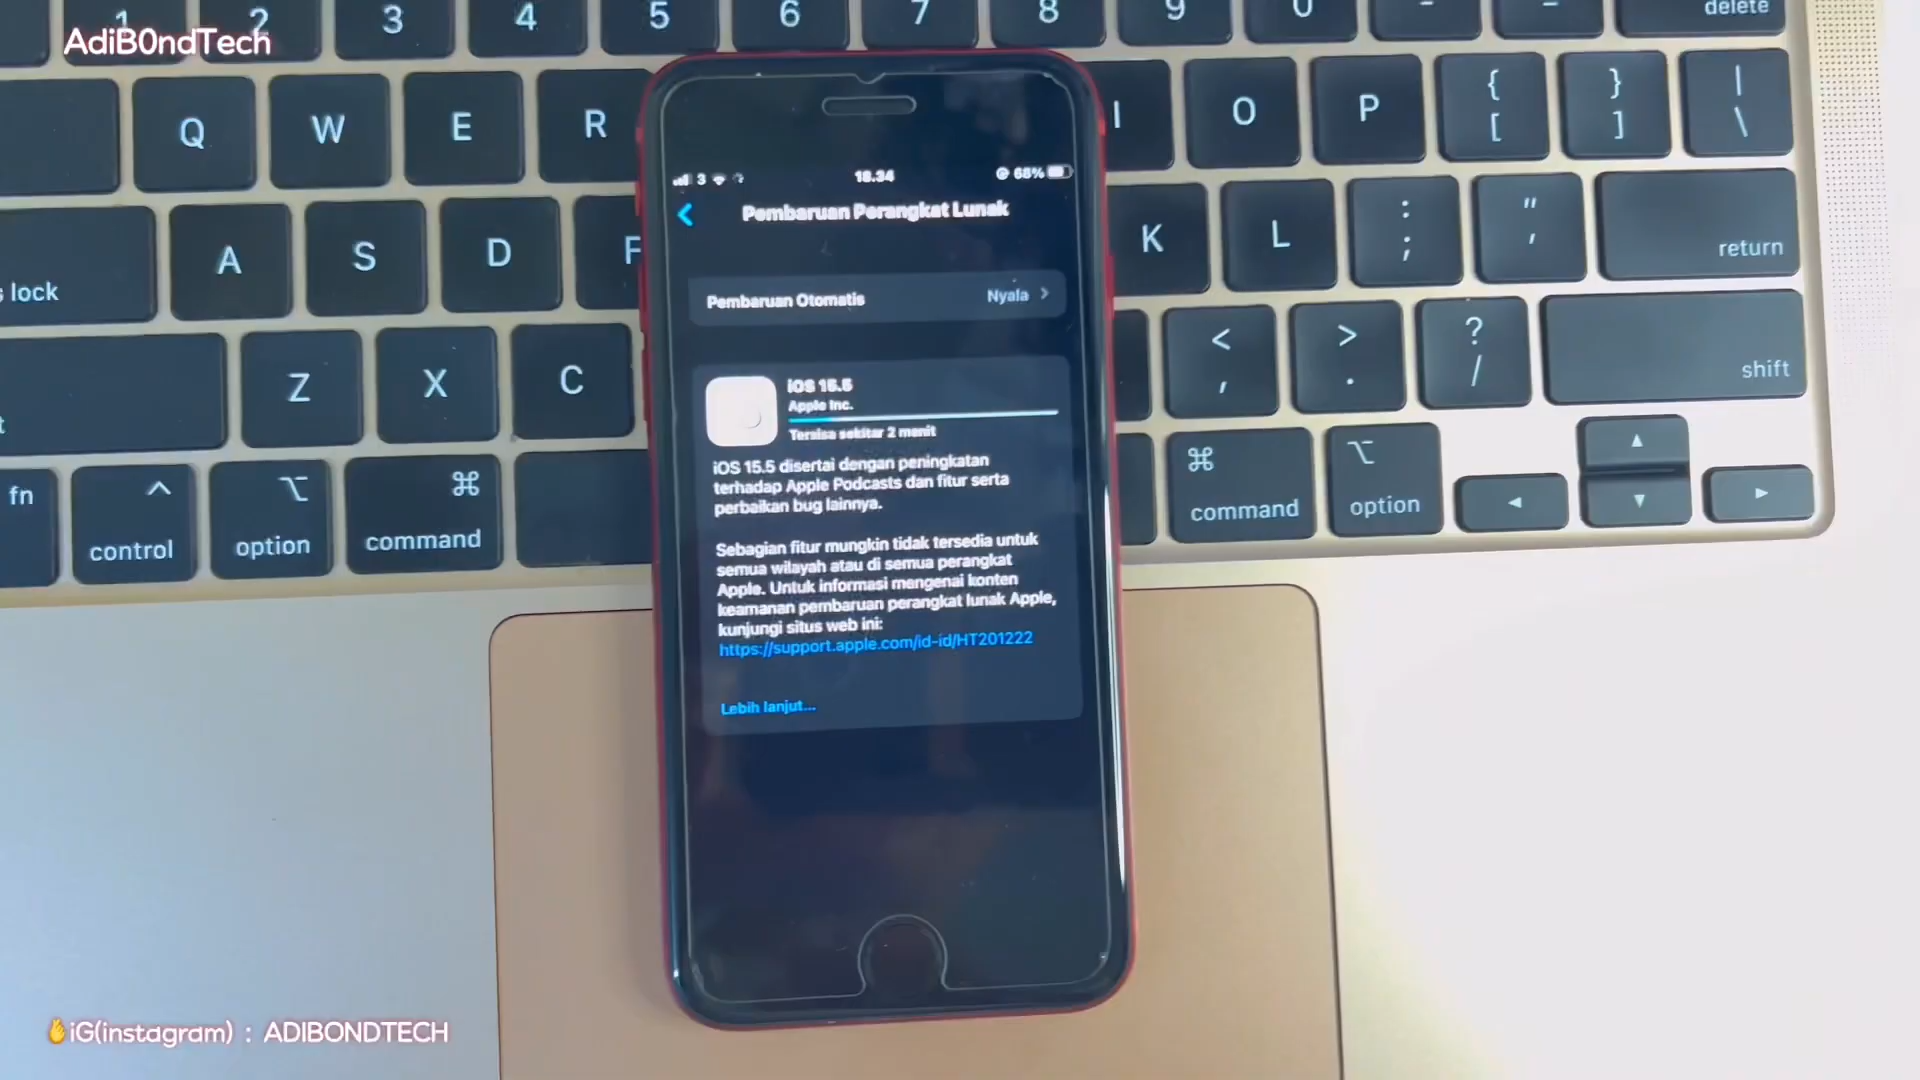 AdiB0ndTech
1 2 3 4 5 6 7 8 9 0 - _ delete
Q W E R I O P { [ } ] | \
A S D F K L : ; " ' return
lock
Z X C < , > . ? / shift
fn control option command command option
3 18.34 68%
Pembaruan Perangkat Lunak
Pembaruan Otomatis Nyala
iOS 15.5
Apple Inc.
Tersisa sekitar 2 menit
iOS 15.5 disertai dengan peningkatan
terhadap Apple Podcasts dan fitur serta
perbaikan bug lainnya.
Sebagian fitur mungkin tidak tersedia untuk
semua wilayah atau di semua perangkat
Apple. Untuk informasi mengenai konten
keamanan pembaruan perangkat lunak Apple,
kunjungi situs web ini:
https://support.apple.com/id-id/HT201222
Lebih lanjut...
iG(instagram) : ADIBONDTECH